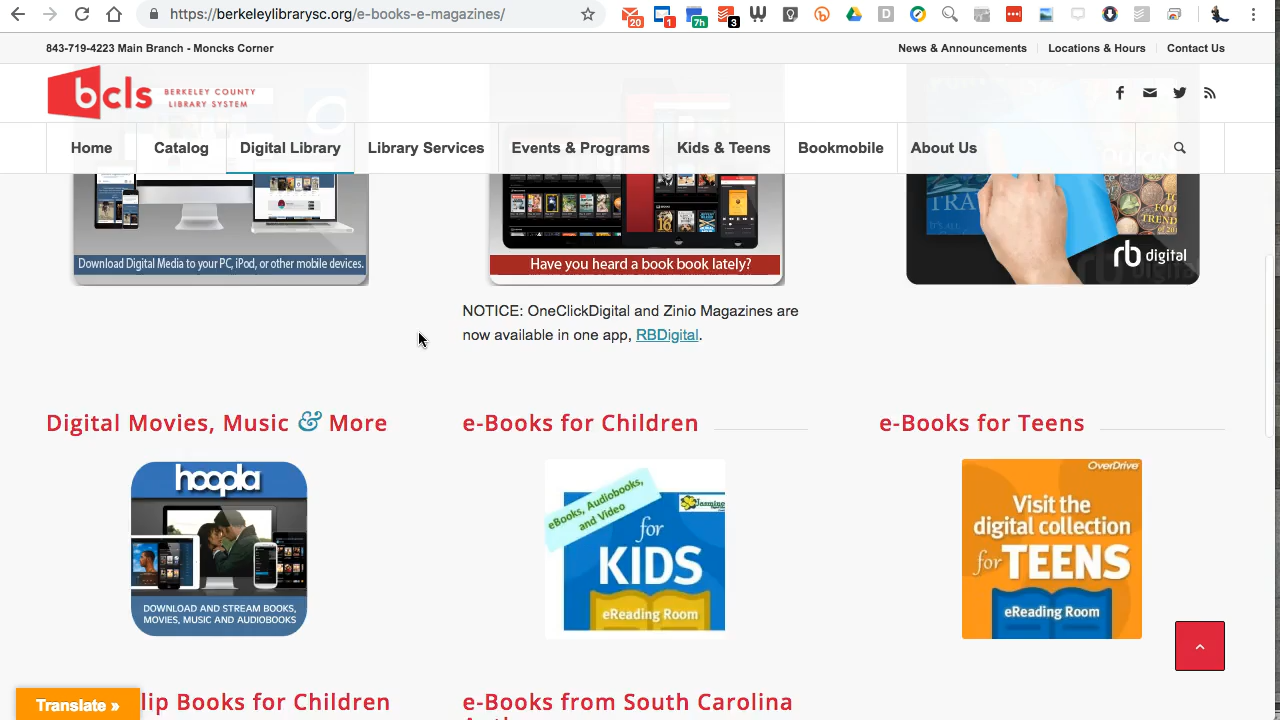 https://berkeleylibrarysc.org/e-books-e-magazines/
20
1
7h
3
843-719-4223 Main Branch - Moncks Corner
News & Announcements
Locations & Hours
Contact Us
bcls
BERKELEY COUNTY
LIBRARY SYSTEM
Home
Catalog
Digital Library
Library Services
Events & Programs
Kids & Teens
Bookmobile
About Us
Download Digital Media to your PC, iPod, or other mobile devices.
Have you heard a book book lately?
rb digital
NOTICE: OneClickDigital and Zinio Magazines are
now available in one app, RBDigital.
Digital Movies, Music & More
e-Books for Children
e-Books for Teens
hoopla
DOWNLOAD AND STREAM BOOKS,
MOVIES, MUSIC AND AUDIOBOOKS
eBooks, Audiobooks,
and Video
for
KIDS
eReading Room
OverDrive
Visit the
digital collection
for TEENS
eReading Room
Translate »
lip Books for Children
e-Books from South Carolina